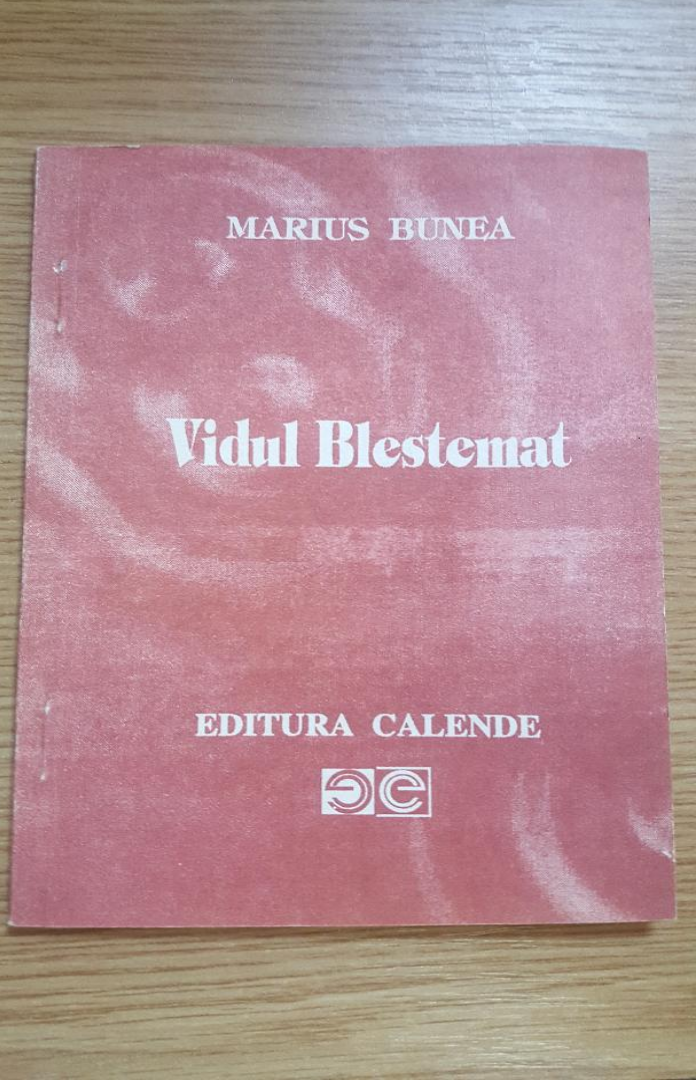 MARIUS BUNEA
Vidul Blestemat
EDITURA CALENDE